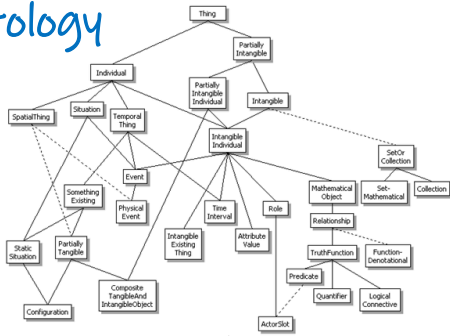 ology
Thing
Partially
Intangible
Individual
Partially
Intangible
Individual
Intangible
SpatialThing
Situation
Temporal
Thing
Intangible
Individual
SetOr
Collection
Event
Set-
Mathematical
Collection
Something
Existing
Physical
Event
Time
Interval
Role
Mathematical
Object
Relationship
Static
Situation
Partially
Tangible
Intangible
Existing
Thing
Attribute
Value
TruthFunction
Function-
Denotational
Predicate
Configuration
Composite
TangibleAnd
IntangibleObject
Quantifier
Logical
Connective
ActorSlot